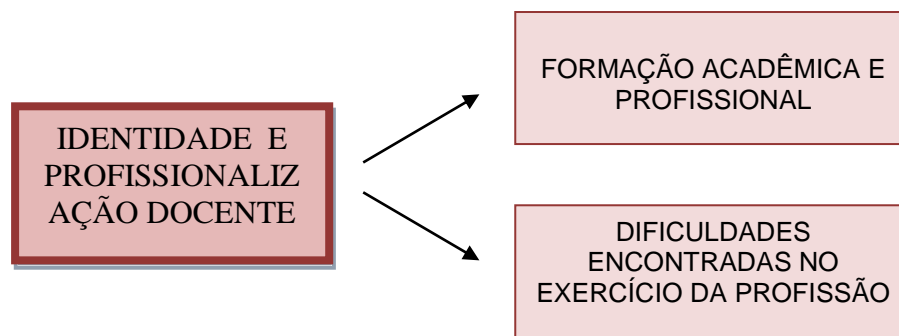 IDENTIDADE E
PROFISSIONALIZ
AÇÃO DOCENTE
FORMAÇÃO ACADÊMICA E
PROFISSIONAL
DIFICULDADES
ENCONTRADAS NO
EXERCÍCIO DA PROFISSÃO